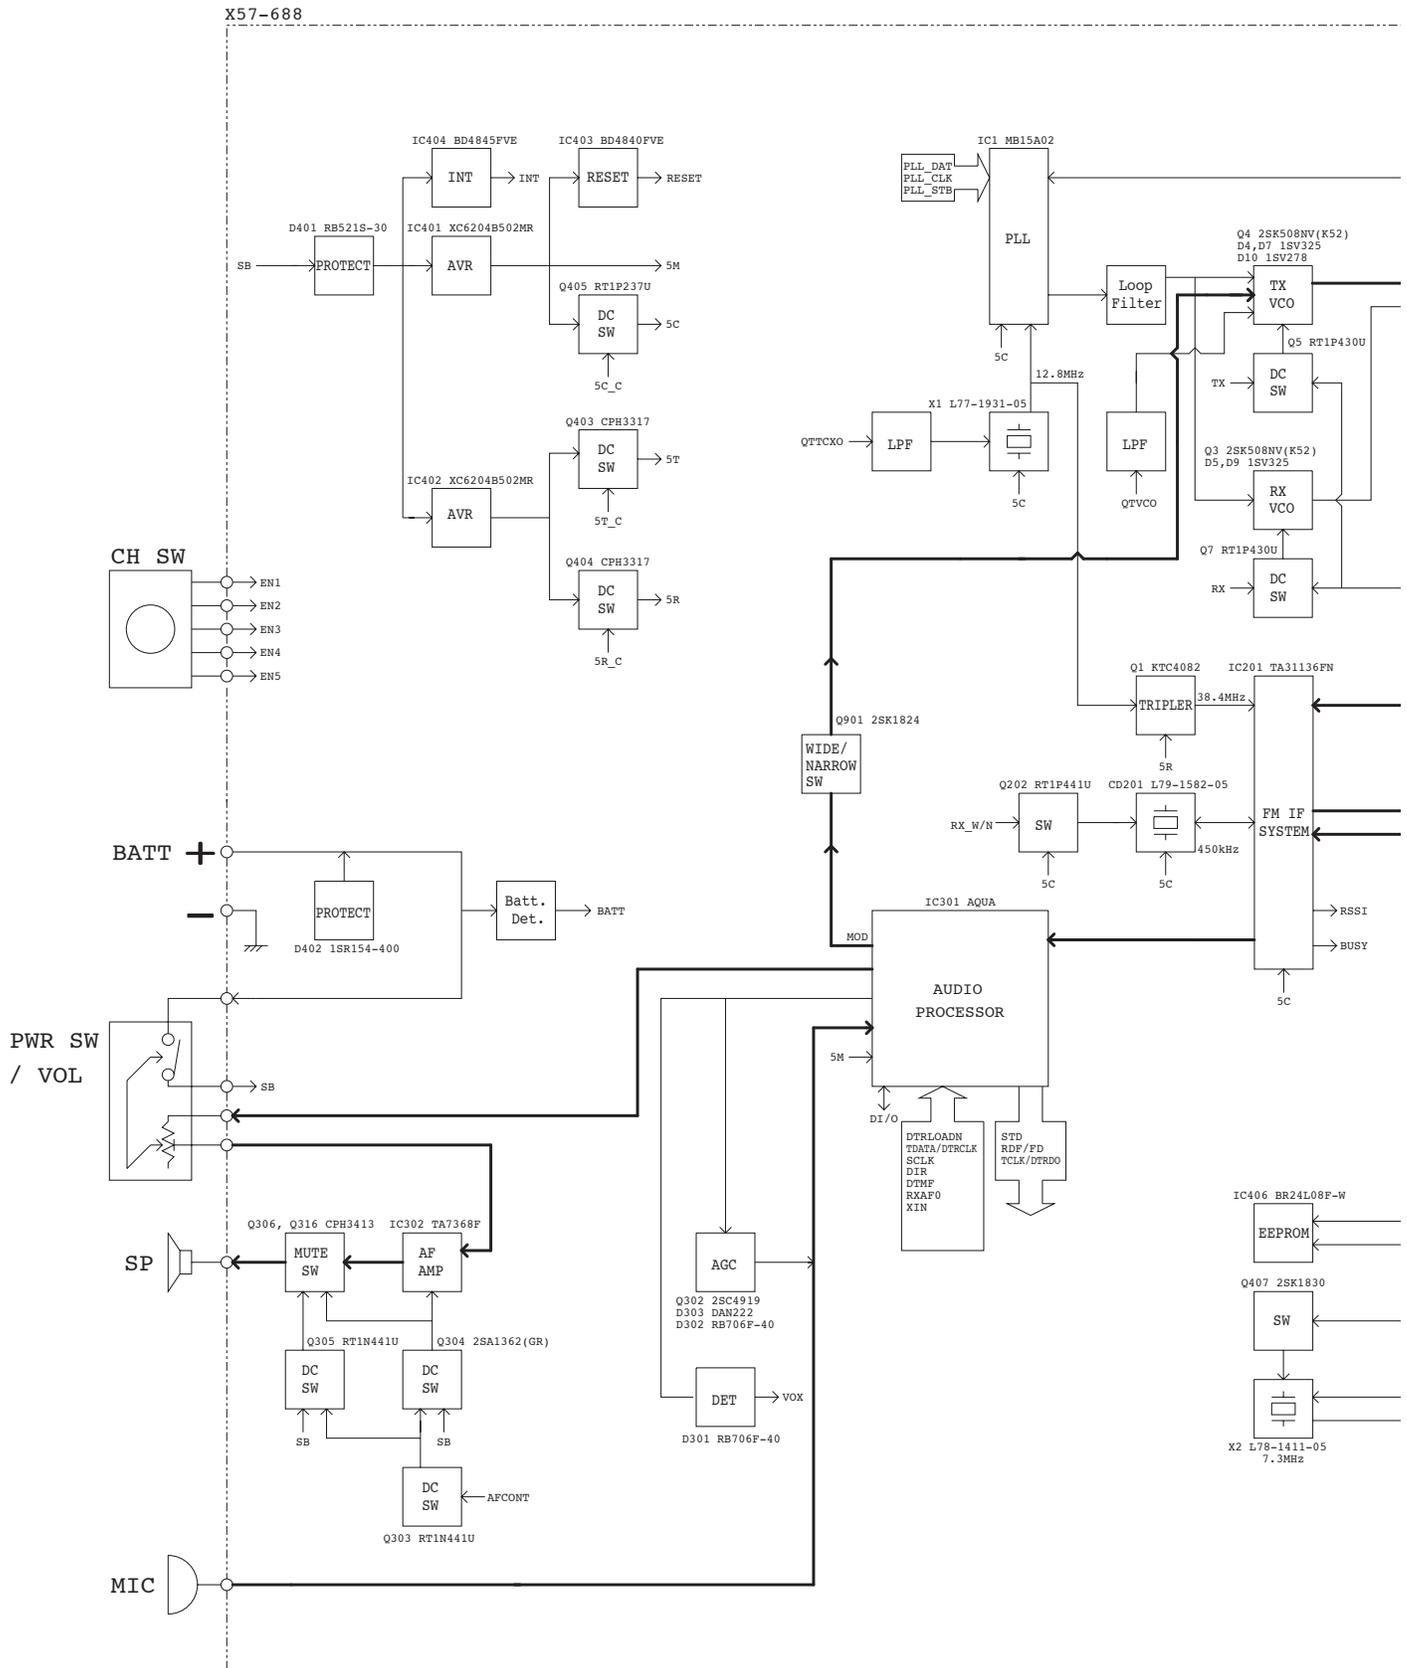 X57-688
IC404 BD4845FVE
INT
INT
IC403 BD4840FVE
RESET
RESET
D401 RB521S-30
SB
PROTECT
IC401 XC6204B502MR
AVR
5M
Q405 RT1P237U
DC
SW
5C
5C_C
Q403 CPH3317
DC
SW
5T
5T_C
IC402 XC6204B502MR
AVR
Q404 CPH3317
DC
SW
5R
5R_C
IC1 MB15A02
PLL_DAT
PLL_CLK
PLL_STB
PLL
5C
12.8MHz
Loop
Filter
Q4 2SK508NV(K52)
D4,D7 1SV325
D10 1SV278
TX
VCO
Q5 RT1P430U
TX
DC
SW
X1 L77-1931-05
QTTCXO
LPF
5C
LPF
QTVCO
Q3 2SK508NV(K52)
D5,D9 1SV325
RX
VCO
Q7 RT1P430U
RX
DC
SW
CH SW
EN1
EN2
EN3
EN4
EN5
Q1 KTC4082
TRIPLER
38.4MHz
5R
IC201 TA31136FN
Q901 2SK1824
WIDE/
NARROW
SW
Q202 RT1P441U
RX_W/N
SW
5C
CD201 L79-1582-05
450kHz
5C
FM IF
SYSTEM
RSSI
BUSY
5C
BATT +
−
PROTECT
D402 1SR154-400
Batt.
Det.
BATT
IC301 AQUA
MOD
AUDIO
PROCESSOR
5M
DI/O
DTRLOADN
TDATA/DTRCLK
SCLK
DIR
DTMF
RXAF0
XIN
STD
RDF/FD
TCLK/DTRDO
PWR SW
/ VOL
SB
Q306, Q316 CPH3413
MUTE
SW
IC302 TA7368F
AF
AMP
SP
Q305 RT1N441U
DC
SW
SB
Q304 2SA1362(GR)
DC
SW
SB
DC
SW
AFCONT
Q303 RT1N441U
AGC
Q302 2SC4919
D303 DAN222
D302 RB706F-40
DET
VOX
D301 RB706F-40
IC406 BR24L08F-W
EEPROM
Q407 2SK1830
SW
X2 L78-1411-05
7.3MHz
MIC